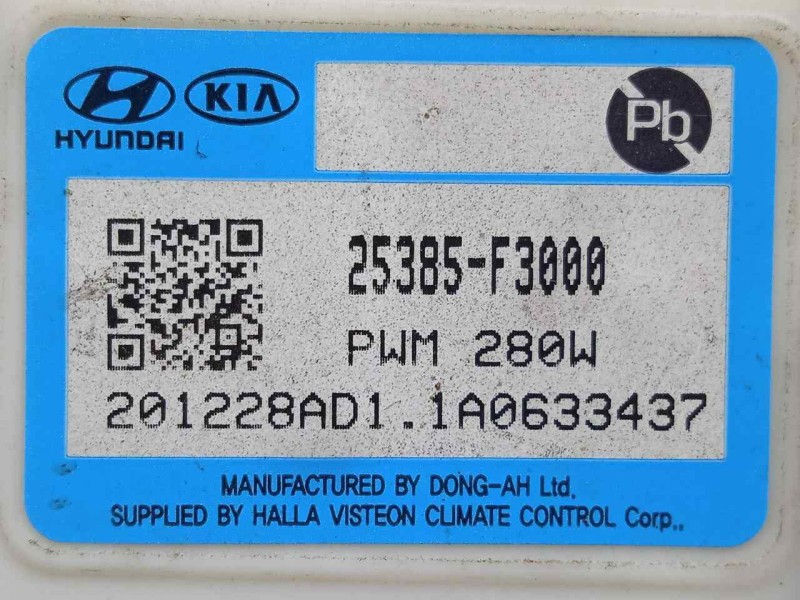 HYUNDAI
KIA
Pb
25385-F3000
PWM 280W
201228AD1.1A0633437
MANUFACTURED BY DONG-AH Ltd.
SUPPLIED BY HALLA VISTEON CLIMATE CONTROL Corp..